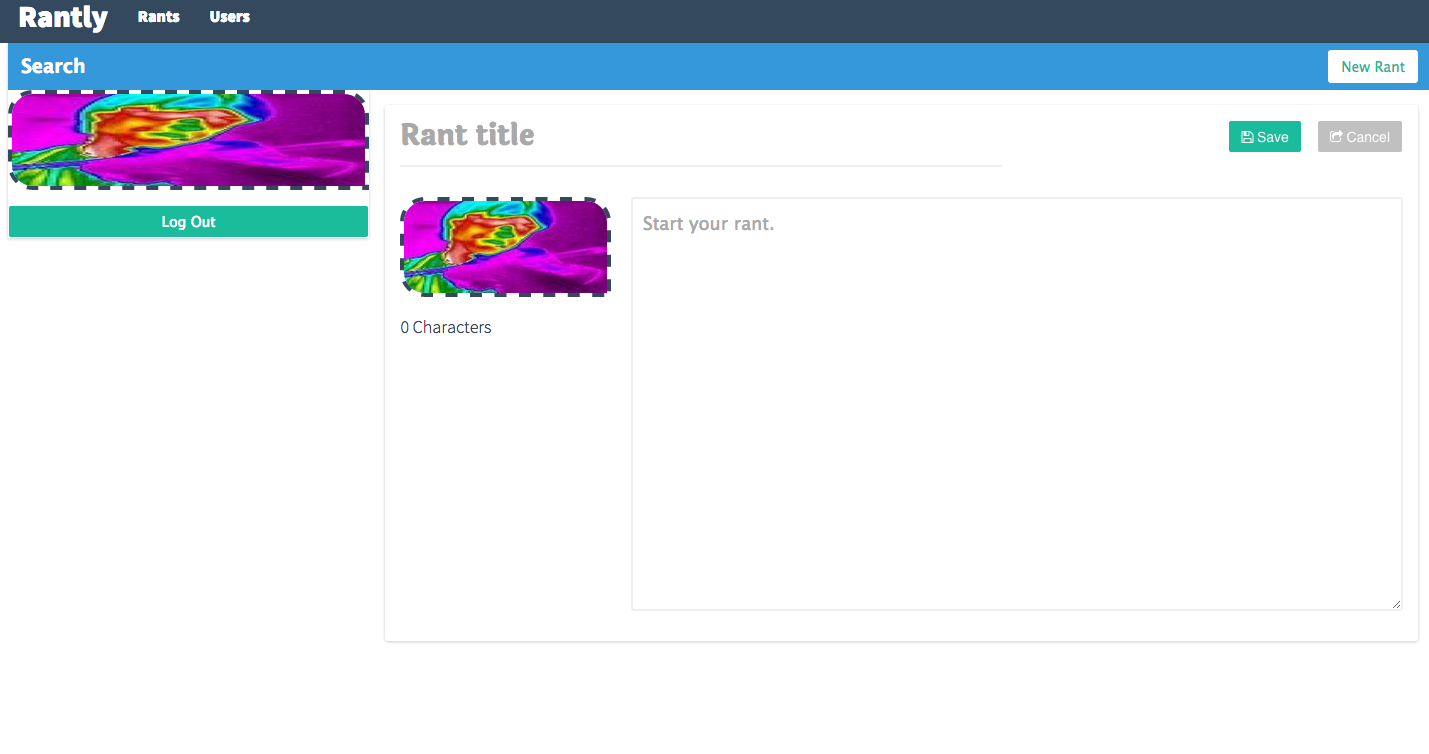 Rantly Rants Users
Search New Rant
Rant title Save Cancel
Log Out
Start your rant.
0 Characters